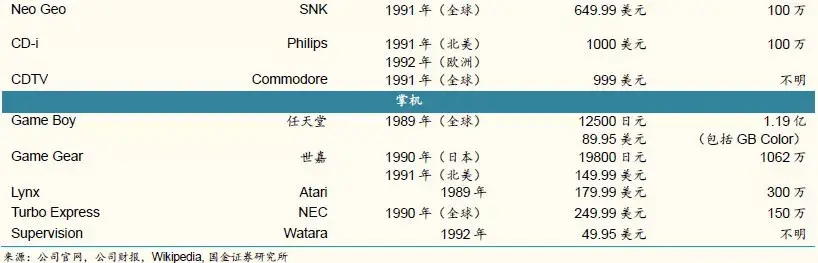 Neo Geo SNK 1991 年（全球） 649.99 美元 100 万
CD-i Philips 1991 年（北美） 1000 美元 100 万
1992 年（欧洲）
CDTV Commodore 1991 年（全球） 999 美元 不明
掌机
Game Boy 任天堂 1989 年（全球） 12500 日元 1.19 亿
89.95 美元 （包括 GB Color）
Game Gear 世嘉 1990 年（日本） 19800 日元 1062 万
1991 年（北美） 149.99 美元
Lynx Atari 1989 年 179.99 美元 300 万
Turbo Express NEC 1990 年（全球） 249.99 美元 150 万
Supervision Watara 1992 年 49.95 美元 不明
来源：公司官网，公司财报，Wikipedia, 国金证券研究所